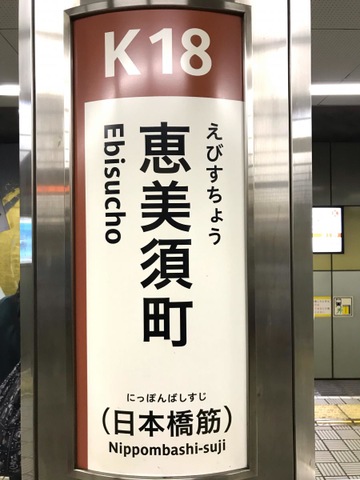 K18
えびすちょう
恵美須町
Ebisucho
にっぽんばしすじ
（日本橋筋）
Nippombashi-suji